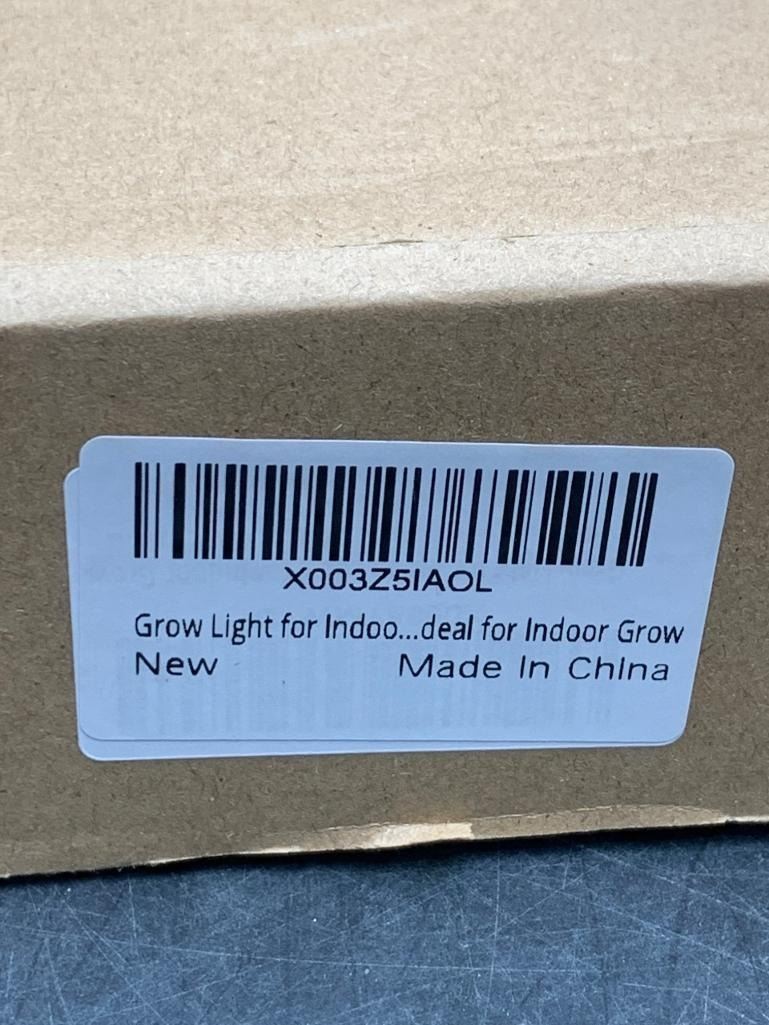 X003Z5IAOL
Grow Light for Indoo...deal for Indoor Grow
New Made In China